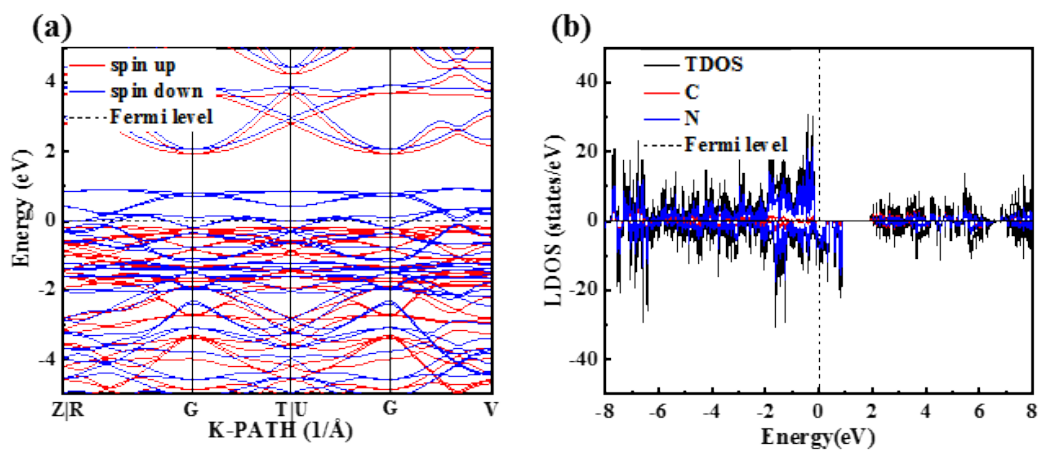 (a)
spin up
spin down
Fermi level
4
2
0
-2
-4
Energy (eV)
Z|R G T|U G V
K-PATH (1/Å)
(b)
TDOS
C
N
Fermi level
40
20
0
-20
-40
LDOS (states/eV)
-8 -6 -4 -2 0 2 4 6 8
Energy(eV)